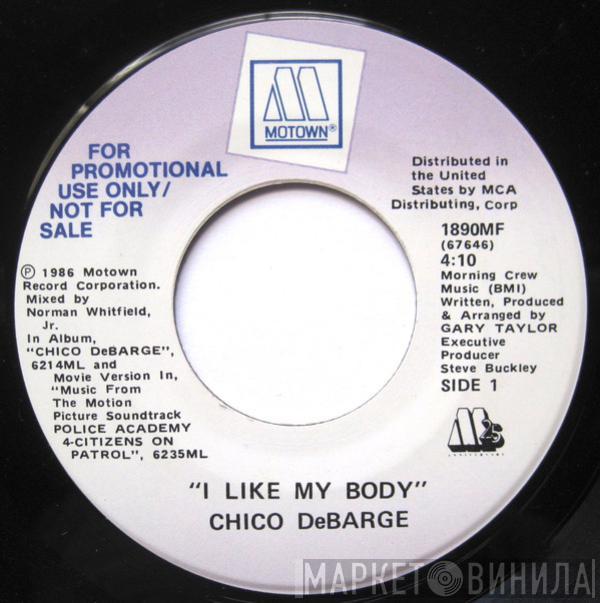 MOTOWN®
FOR
PROMOTIONAL
USE ONLY/
NOT FOR
SALE
Distributed in
the United
States by MCA
Distributing, Corp
1890MF
(67646)
4:10
Morning Crew
Music (BMI)
Written, Produced
& Arranged by
GARY TAYLOR
Executive
Producer
Steve Buckley
SIDE 1
℗ 1986 Motown
Record Corporation.
Mixed by
Norman Whitfield,
Jr.
In Album,
"CHICO DeBARGE",
6214ML and
Movie Version In,
"Music From
The Motion
Picture Soundtrack
POLICE ACADEMY
4-CITIZENS ON
PATROL", 6235ML
M25
ANNIVERSARY
"I LIKE MY BODY"
CHICO DeBARGE
МАРКЕТ ВИНИЛА